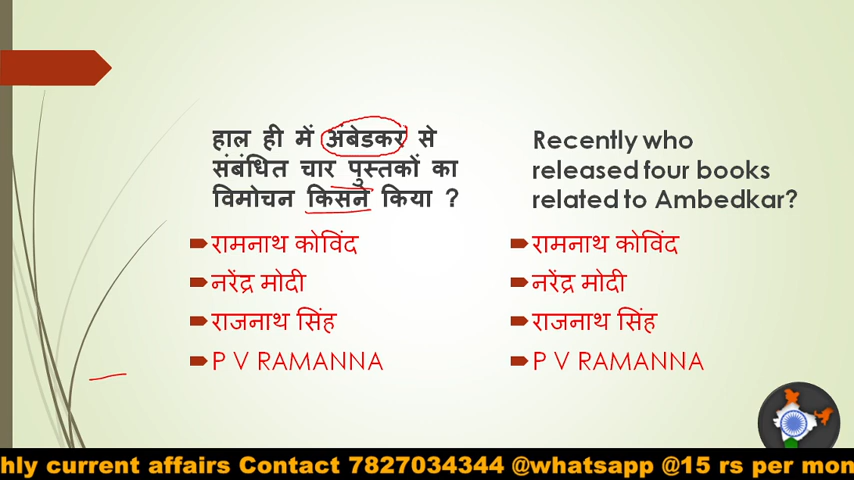 हाल ही में अंबेडकर से
संबंधित चार पुस्तकों का
विमोचन किसने किया ?
रामनाथ कोविंद
नरेंद्र मोदी
राजनाथ सिंह
P V RAMANNA
Recently who
released four books
related to Ambedkar?
रामनाथ कोविंद
नरेंद्र मोदी
राजनाथ सिंह
P V RAMANNA
hly current affairs Contact 7827034344 @whatsapp @15 rs per mon